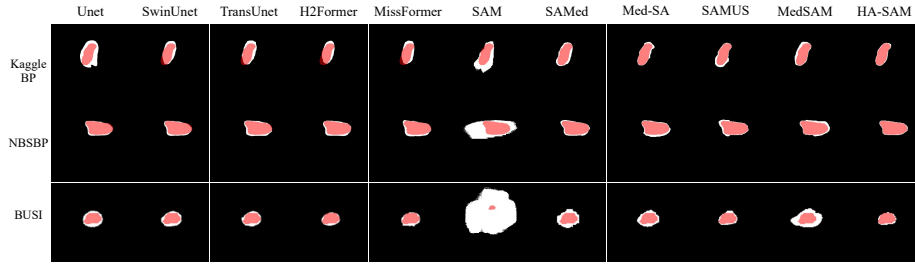 Unet SwinUnet TransUnet H2Former MissFormer SAM SAMed Med-SA SAMUS MedSAM HA-SAM
Kaggle
BP
NBSBP
BUSI